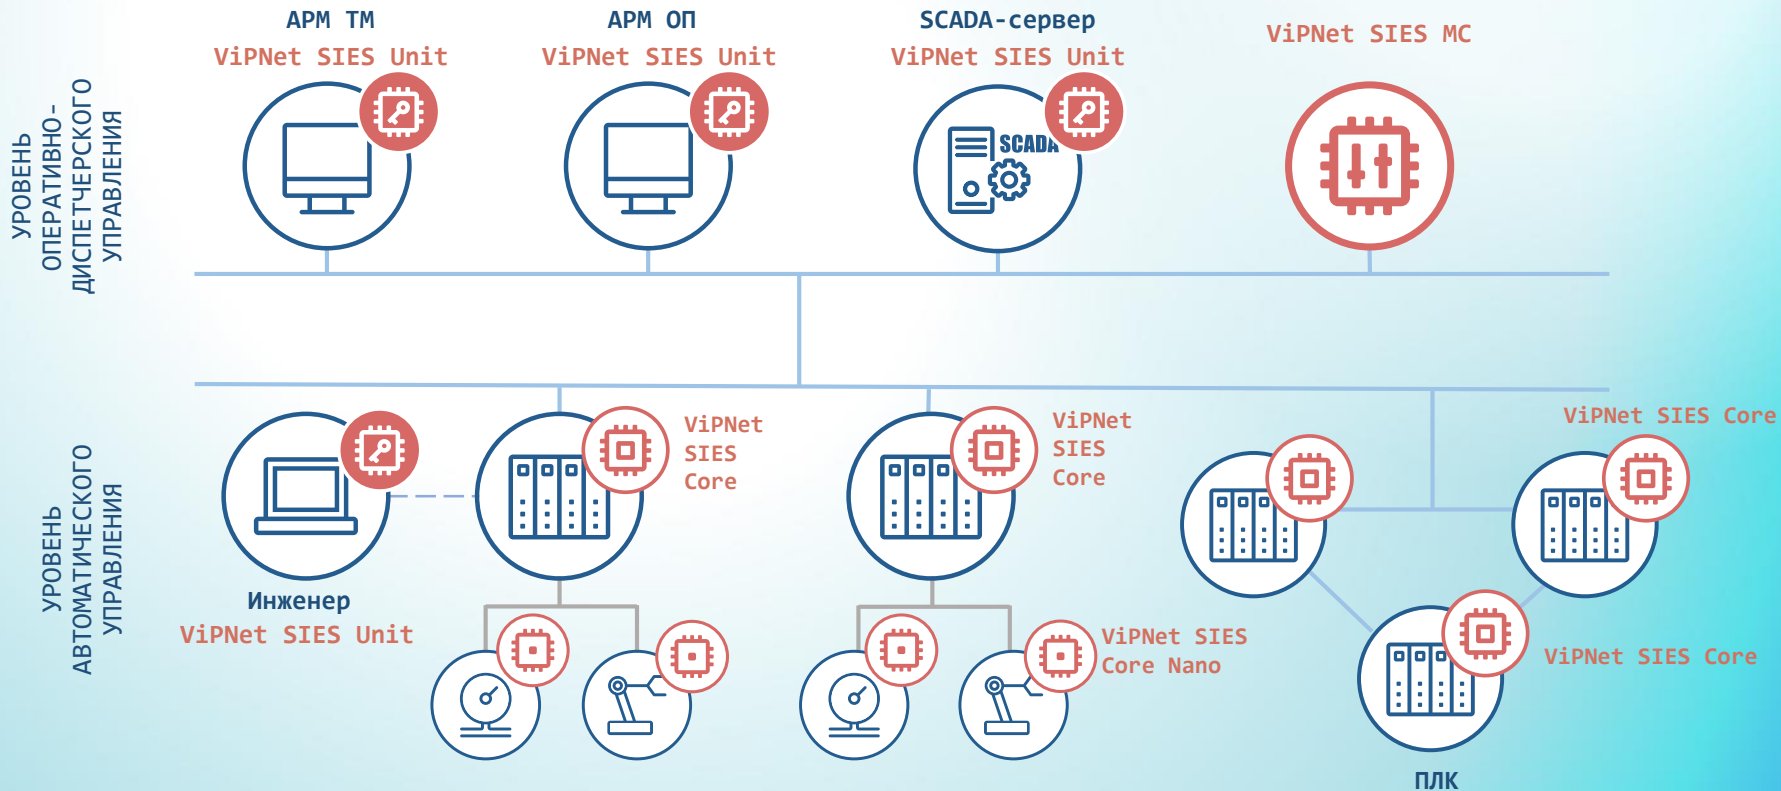 АРМ ТМ
ViPNet SIES Unit
АРМ ОП
ViPNet SIES Unit
SCADA-сервер
ViPNet SIES Unit
ViPNet SIES MC
SCADA
УРОВЕНЬ
ОПЕРАТИВНО-
ДИСПЕТЧЕРСКОГО
УПРАВЛЕНИЯ
УРОВЕНЬ
АВТОМАТИЧЕСКОГО
УПРАВЛЕНИЯ
Инженер
ViPNet SIES Unit
ViPNet
SIES
Core
ViPNet
SIES
Core
ViPNet SIES
Core Nano
ViPNet SIES Core
ViPNet SIES Core
ПЛК